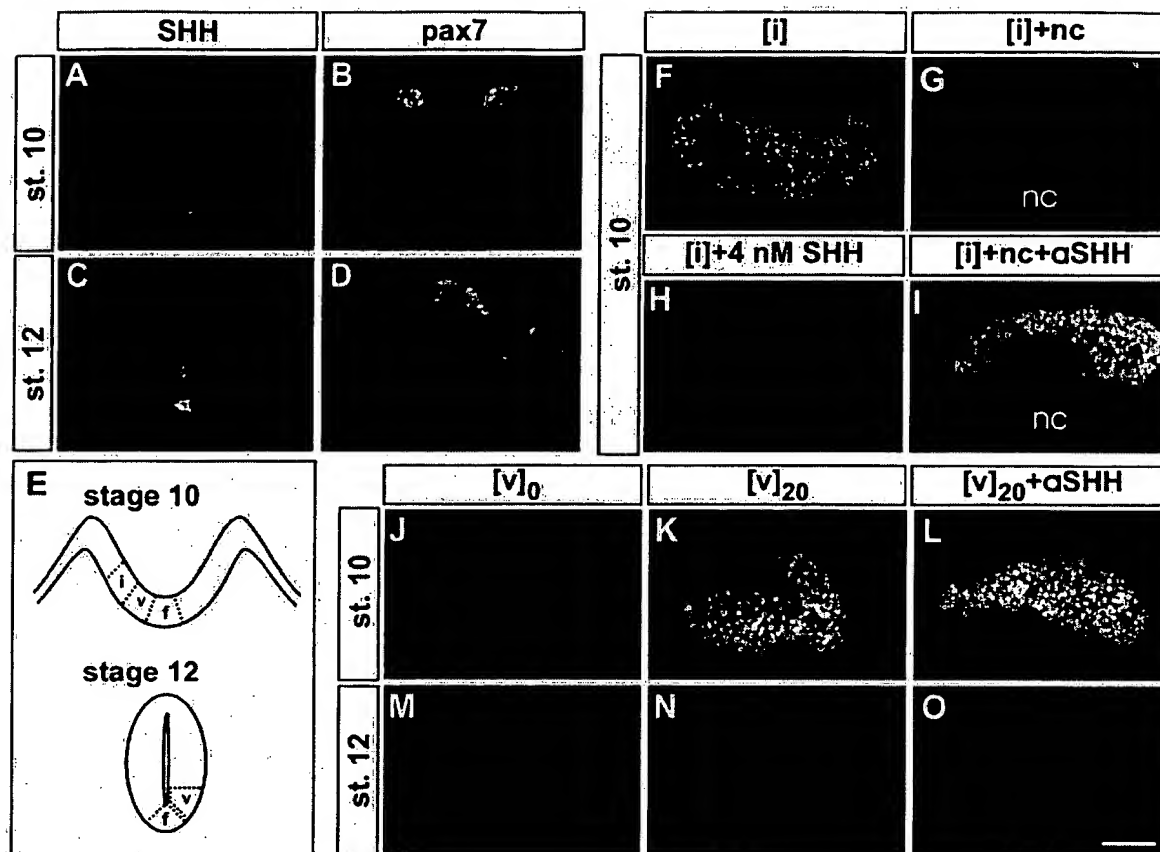 SHH
pax7
[i]
[i]+nc
st. 10
A
B
st. 10
F
G
nc
[i]+4 nM SHH
[i]+nc+αSHH
st. 12
C
D
H
I
nc
E
stage 10
i
v
f
stage 12
v
f
[v]0
[v]20
[v]20+αSHH
st. 10
J
K
L
st. 12
M
N
O